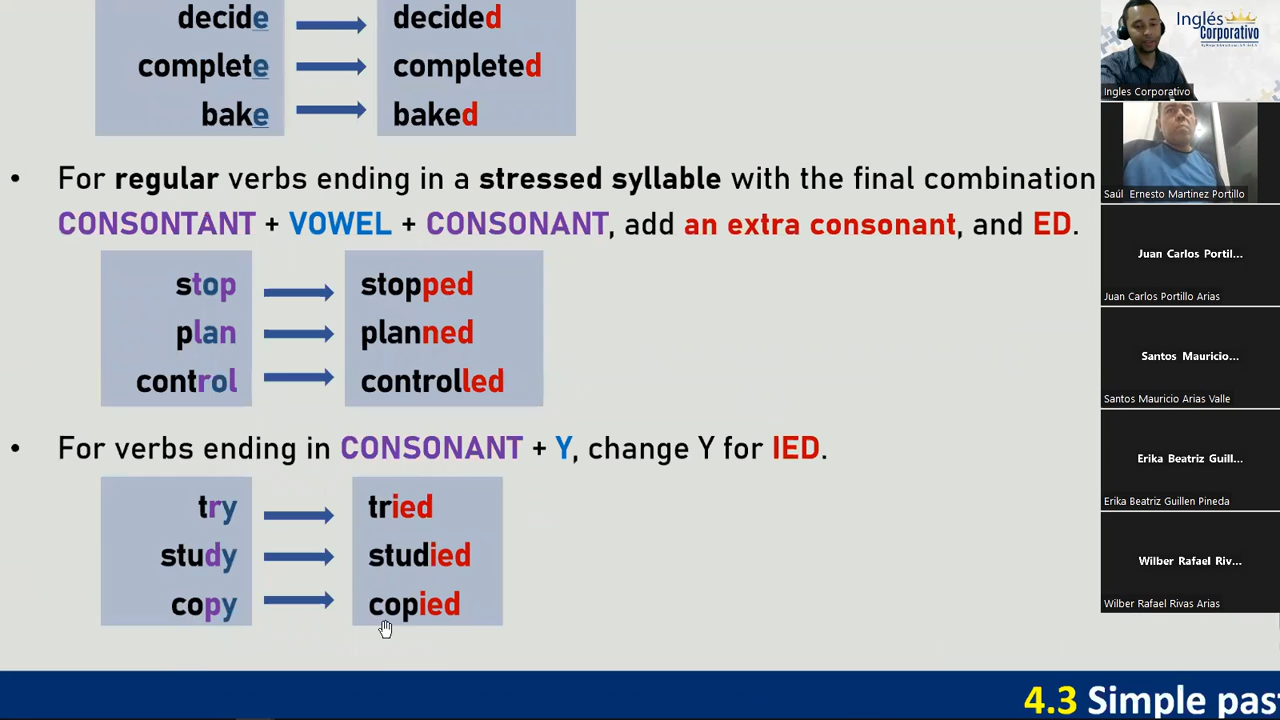 decide
decided
complete
completed
bake
baked
• For regular verbs ending in a stressed syllable with the final combination
CONSONTANT + VOWEL + CONSONANT, add an extra consonant, and ED.
stop
stopped
plan
planned
control
controlled
• For verbs ending in CONSONANT + Y, change Y for IED.
try
tried
study
studied
copy
copied
4.3 Simple pas
Inglés
Corporativo
Ingles Corporativo
Saúl Ernesto Martinez Portillo
Juan Carlos Portil...
Juan Carlos Portillo Arias
Santos Mauricio...
Santos Mauricio Arias Valle
Erika Beatriz Guill...
Erika Beatriz Guillen Pineda
Wilber Rafael Riv...
Wilber Rafael Rivas Arias